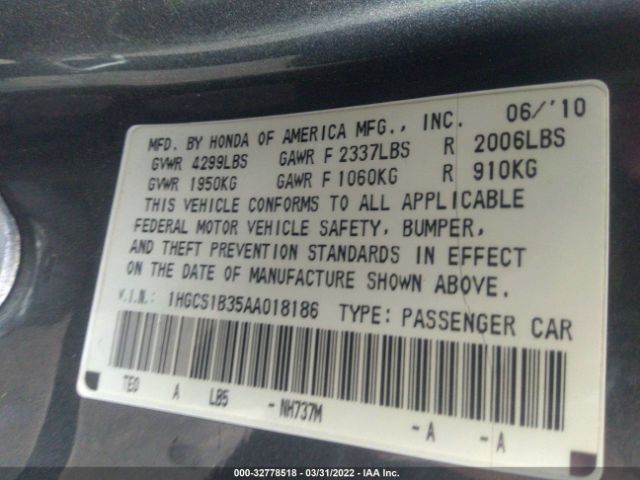 06/'10
MFD. BY HONDA OF AMERICA MFG., INC.
GVWR 4299LBS GAWR F 2337LBS R 2006LBS
GVWR 1950KG GAWR F 1060KG R 910KG
THIS VEHICLE CONFORMS TO ALL APPLICABLE
FEDERAL MOTOR VEHICLE SAFETY, BUMPER,
AND THEFT PREVENTION STANDARDS IN EFFECT
ON THE DATE OF MANUFACTURE SHOWN ABOVE.
V.I.N.: 1HGCS1B35AA018186 TYPE: PASSENGER CAR
TE0 A LB5 - NH737M -A -A
000-32778518 - 03/31/2022 - IAA Inc.